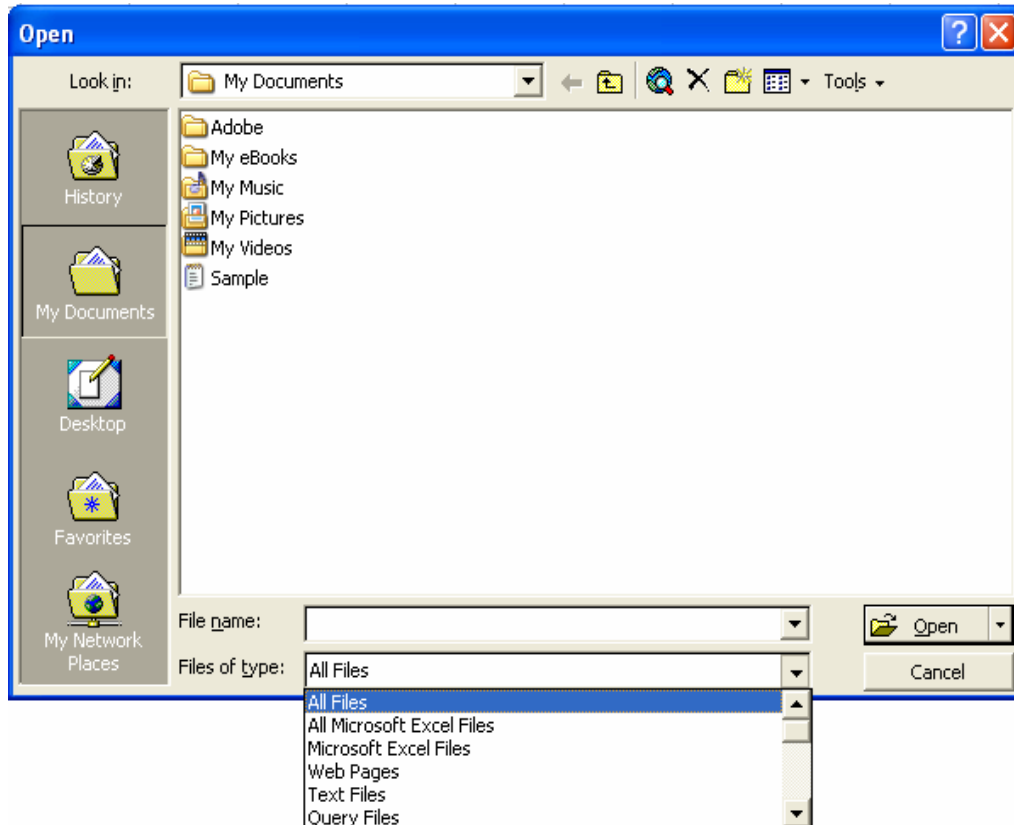 Open
Look in:
My Documents
Tools
History
My Documents
Desktop
Favorites
My Network
Places
Adobe
My eBooks
My Music
My Pictures
My Videos
Sample
File name:
Open
Files of type:
All Files
Cancel
All Files
All Microsoft Excel Files
Microsoft Excel Files
Web Pages
Text Files
Query Files